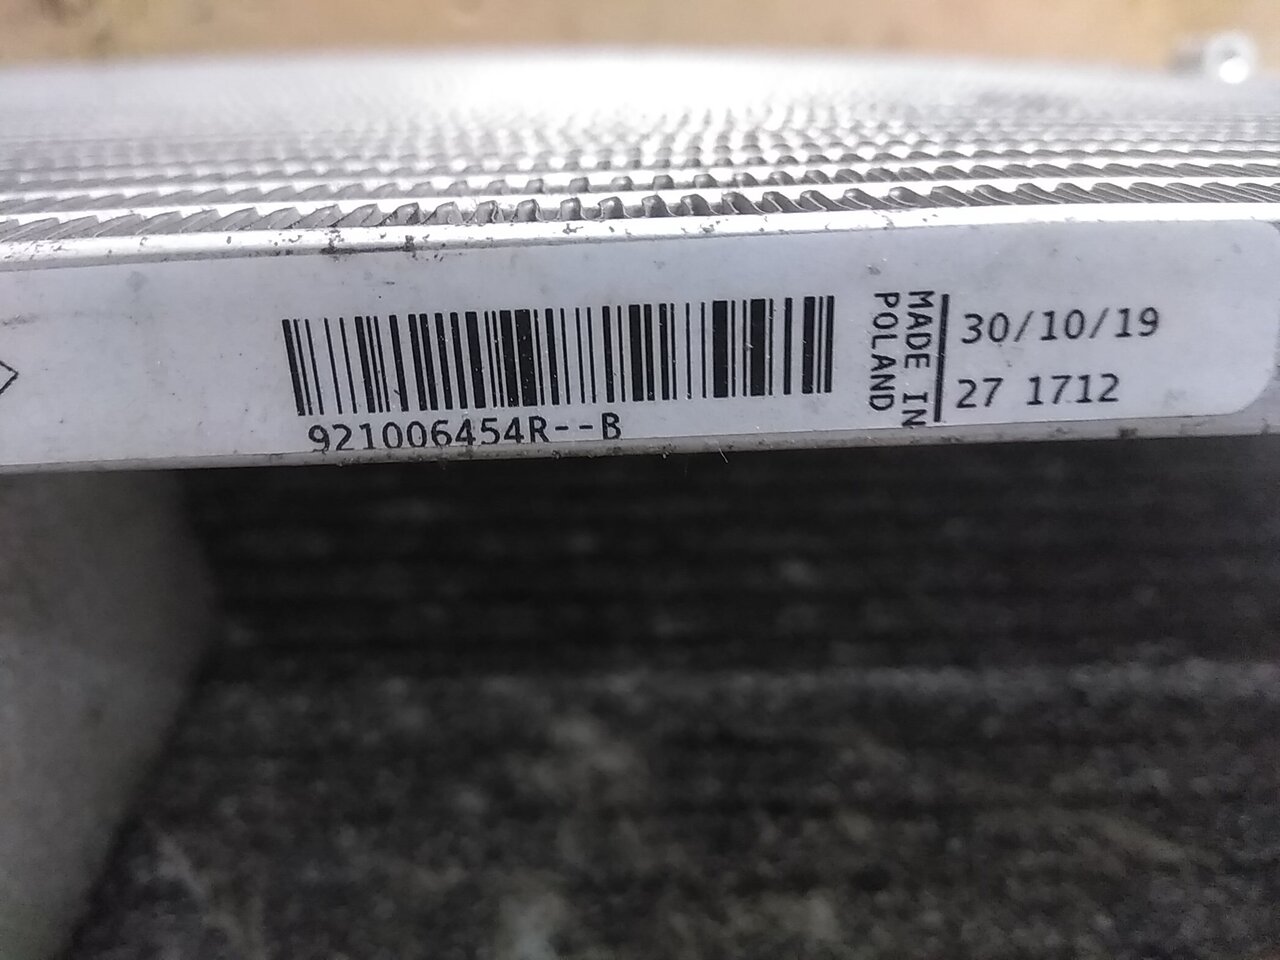 921006454R--B
MADE IN
POLAND
30/10/19
27 1712